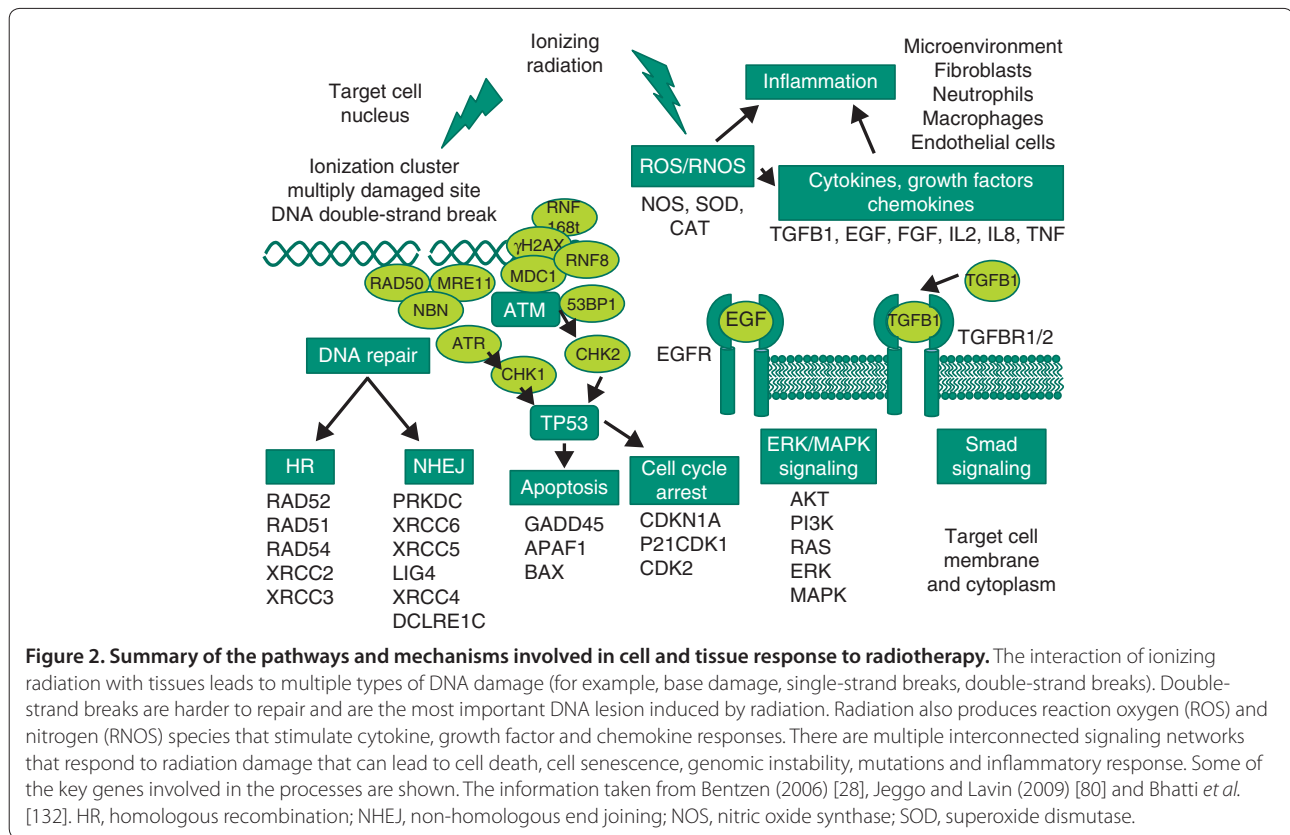 Ionizing
radiation
Target cell
nucleus
Ionization cluster
multiply damaged site
DNA double-strand break
Inflammation
Microenvironment
Fibroblasts
Neutrophils
Macrophages
Endothelial cells
ROS/RNOS
NOS, SOD,
CAT
Cytokines, growth factors
chemokines
TGFB1, EGF, FGF, IL2, IL8, TNF
RNF
168t
γH2AX
RNF8
MDC1
RAD50
MRE11
NBN
ATM
53BP1
ATR
CHK2
CHK1
TP53
EGF
EGFR
TGFB1
TGFB1
TGFBR1/2
DNA repair
HR
RAD52
RAD51
RAD54
XRCC2
XRCC3
NHEJ
PRKDC
XRCC6
XRCC5
LIG4
XRCC4
DCLRE1C
Apoptosis
GADD45
APAF1
BAX
Cell cycle
arrest
CDKN1A
P21CDK1
CDK2
ERK/MAPK
signaling
AKT
PI3K
RAS
ERK
MAPK
Smad
signaling
Target cell
membrane
and cytoplasm
Figure 2. Summary of the pathways and mechanisms involved in cell and tissue response to radiotherapy. The interaction of ionizing
radiation with tissues leads to multiple types of DNA damage (for example, base damage, single-strand breaks, double-strand breaks). Double-
strand breaks are harder to repair and are the most important DNA lesion induced by radiation. Radiation also produces reaction oxygen (ROS) and
nitrogen (RNOS) species that stimulate cytokine, growth factor and chemokine responses. There are multiple interconnected signaling networks
that respond to radiation damage that can lead to cell death, cell senescence, genomic instability, mutations and inflammatory response. Some of
the key genes involved in the processes are shown. The information taken from Bentzen (2006) [28], Jeggo and Lavin (2009) [80] and Bhatti et al.
[132]. HR, homologous recombination; NHEJ, non-homologous end joining; NOS, nitric oxide synthase; SOD, superoxide dismutase.